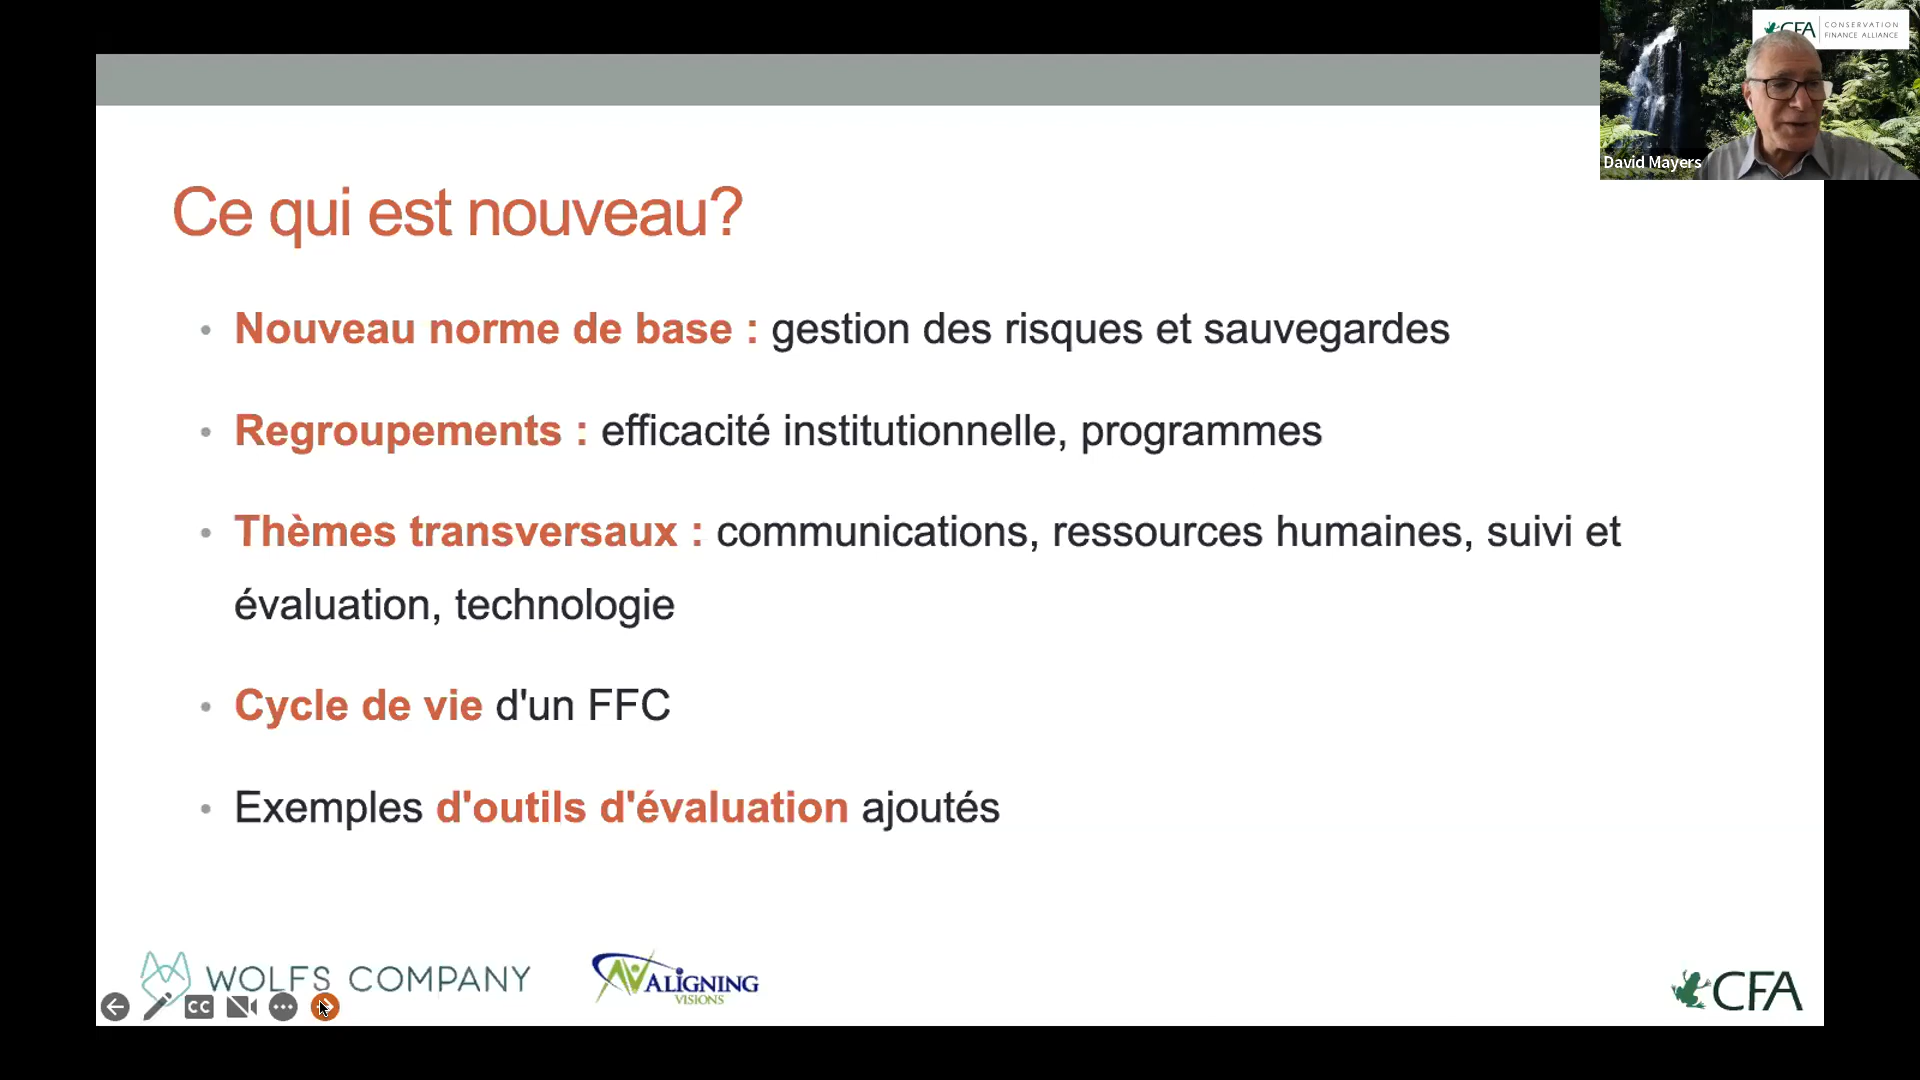 CFA CONSERVATION
FINANCE ALLIANCE
David Mayers
Ce qui est nouveau?
• Nouveau norme de base : gestion des risques et sauvegardes
• Regroupements : efficacité institutionnelle, programmes
• Thèmes transversaux : communications, ressources humaines, suivi et
évaluation, technologie
• Cycle de vie d'un FFC
• Exemples d'outils d'évaluation ajoutés
WOLFS COMPANY
ALIGNING
VISIONS
CFA
CC